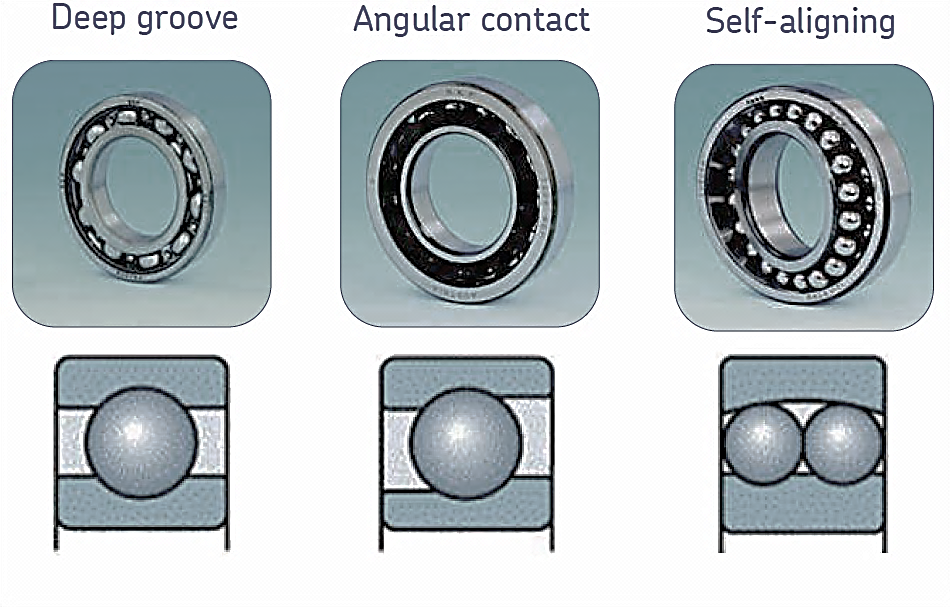 Deep groove
Angular contact
Self-aligning